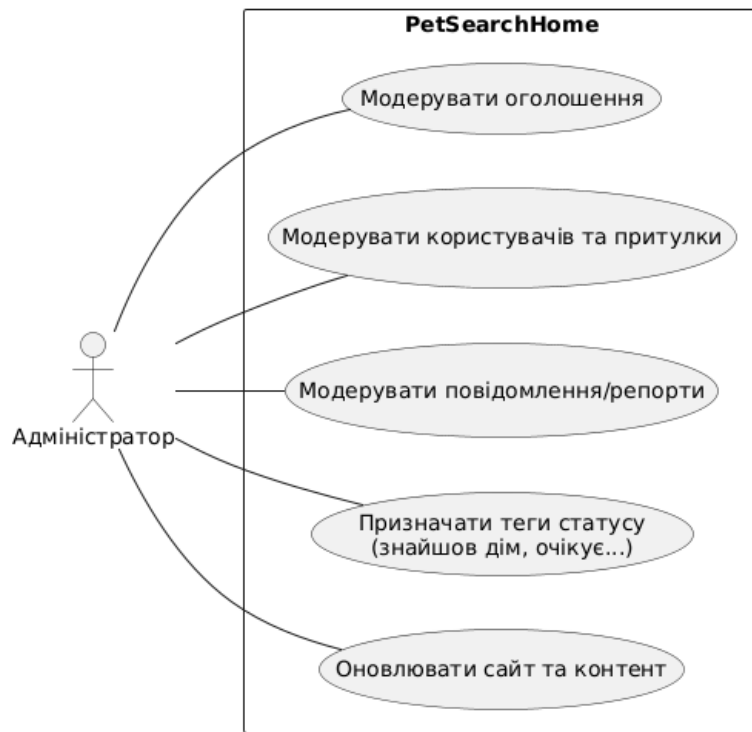 PetSearchHome
Модерувати оголошення
Модерувати користувачів та притулки
Модерувати повідомлення/репорти
Адміністратор
Призначати теги статусу
(знайшов дім, очікує...)
Оновлювати сайт та контент